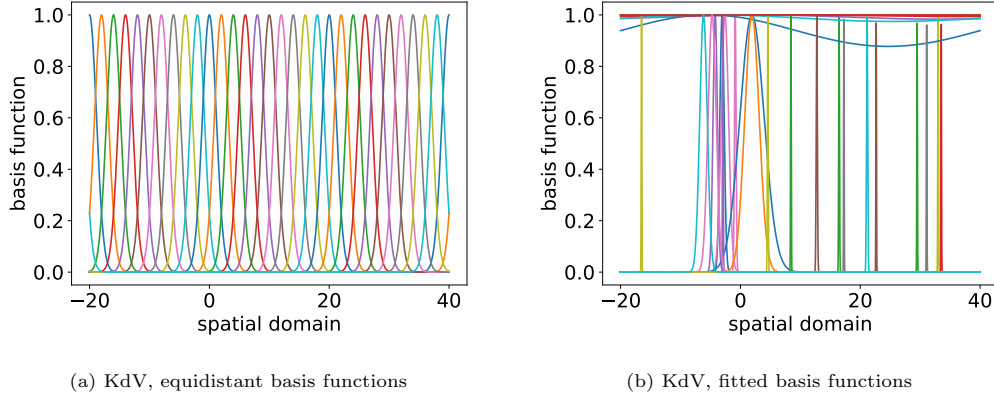 1.0
0.8
0.6
0.4
0.2
0.0
basis function
−20 0 20 40
spatial domain
(a) KdV, equidistant basis functions
1.0
0.8
0.6
0.4
0.2
0.0
basis function
−20 0 20 40
spatial domain
(b) KdV, fitted basis functions